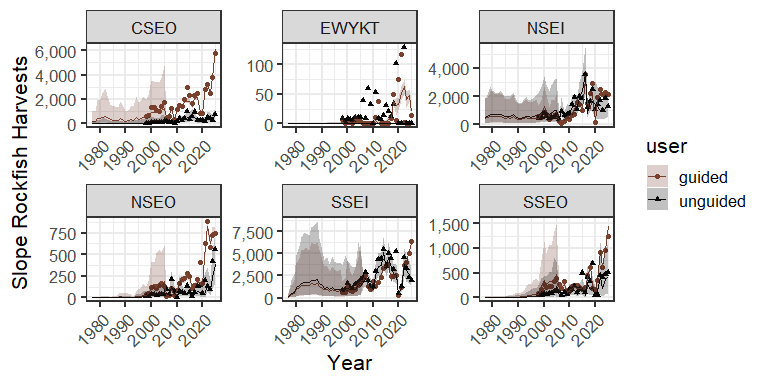 CSEO EWYKT NSEI
6,000
4,000
2,000
0
100
50
0
4,000
2,000
0
1980 1990 2000 2010 2020
1980 1990 2000 2010 2020
1980 1990 2000 2010 2020
NSEO SSEI SSEO
750
500
250
0
7,500
5,000
2,500
0
1,500
1,000
500
0
1980 1990 2000 2010 2020
1980 1990 2000 2010 2020
1980 1990 2000 2010 2020
Slope Rockfish Harvests
Year
user
guided
unguided